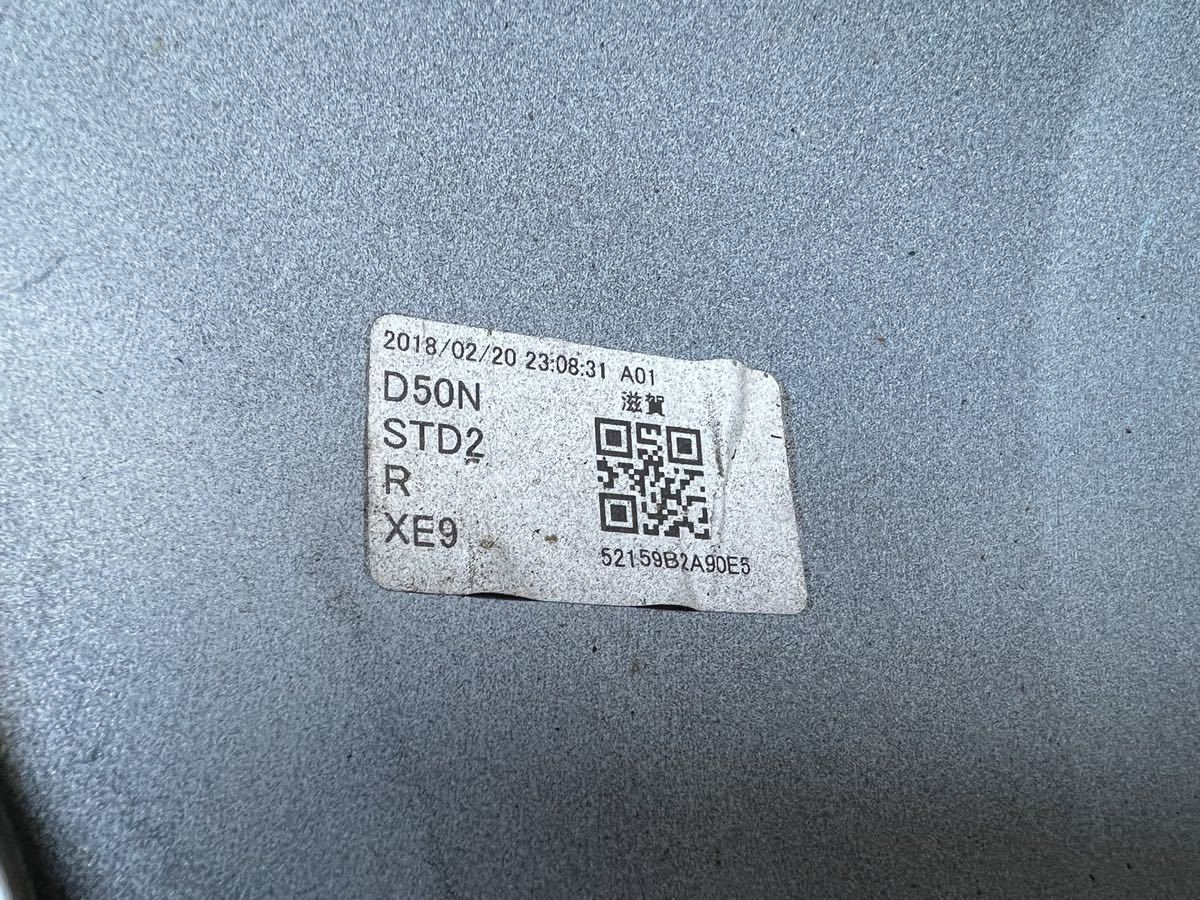 2018/02/20 23:08:31 A01
D50N
滋賀
STD2
R
XE9
52159B2A90E5